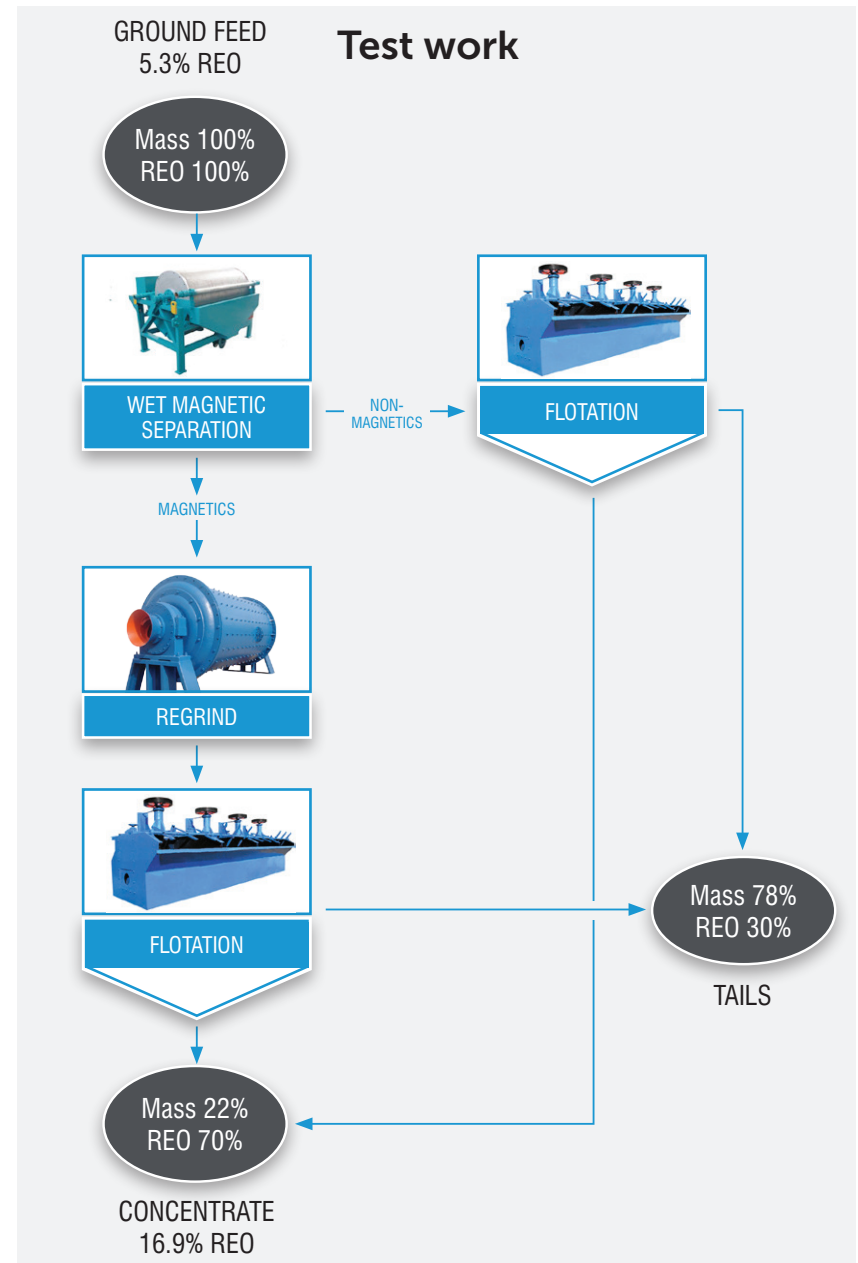 Test work
GROUND FEED
5.3% REO
Mass 100%
REO 100%
WET MAGNETIC
SEPARATION
NON-
MAGNETICS
FLOTATION
MAGNETICS
REGRIND
FLOTATION
Mass 78%
REO 30%
TAILS
Mass 22%
REO 70%
CONCENTRATE
16.9% REO